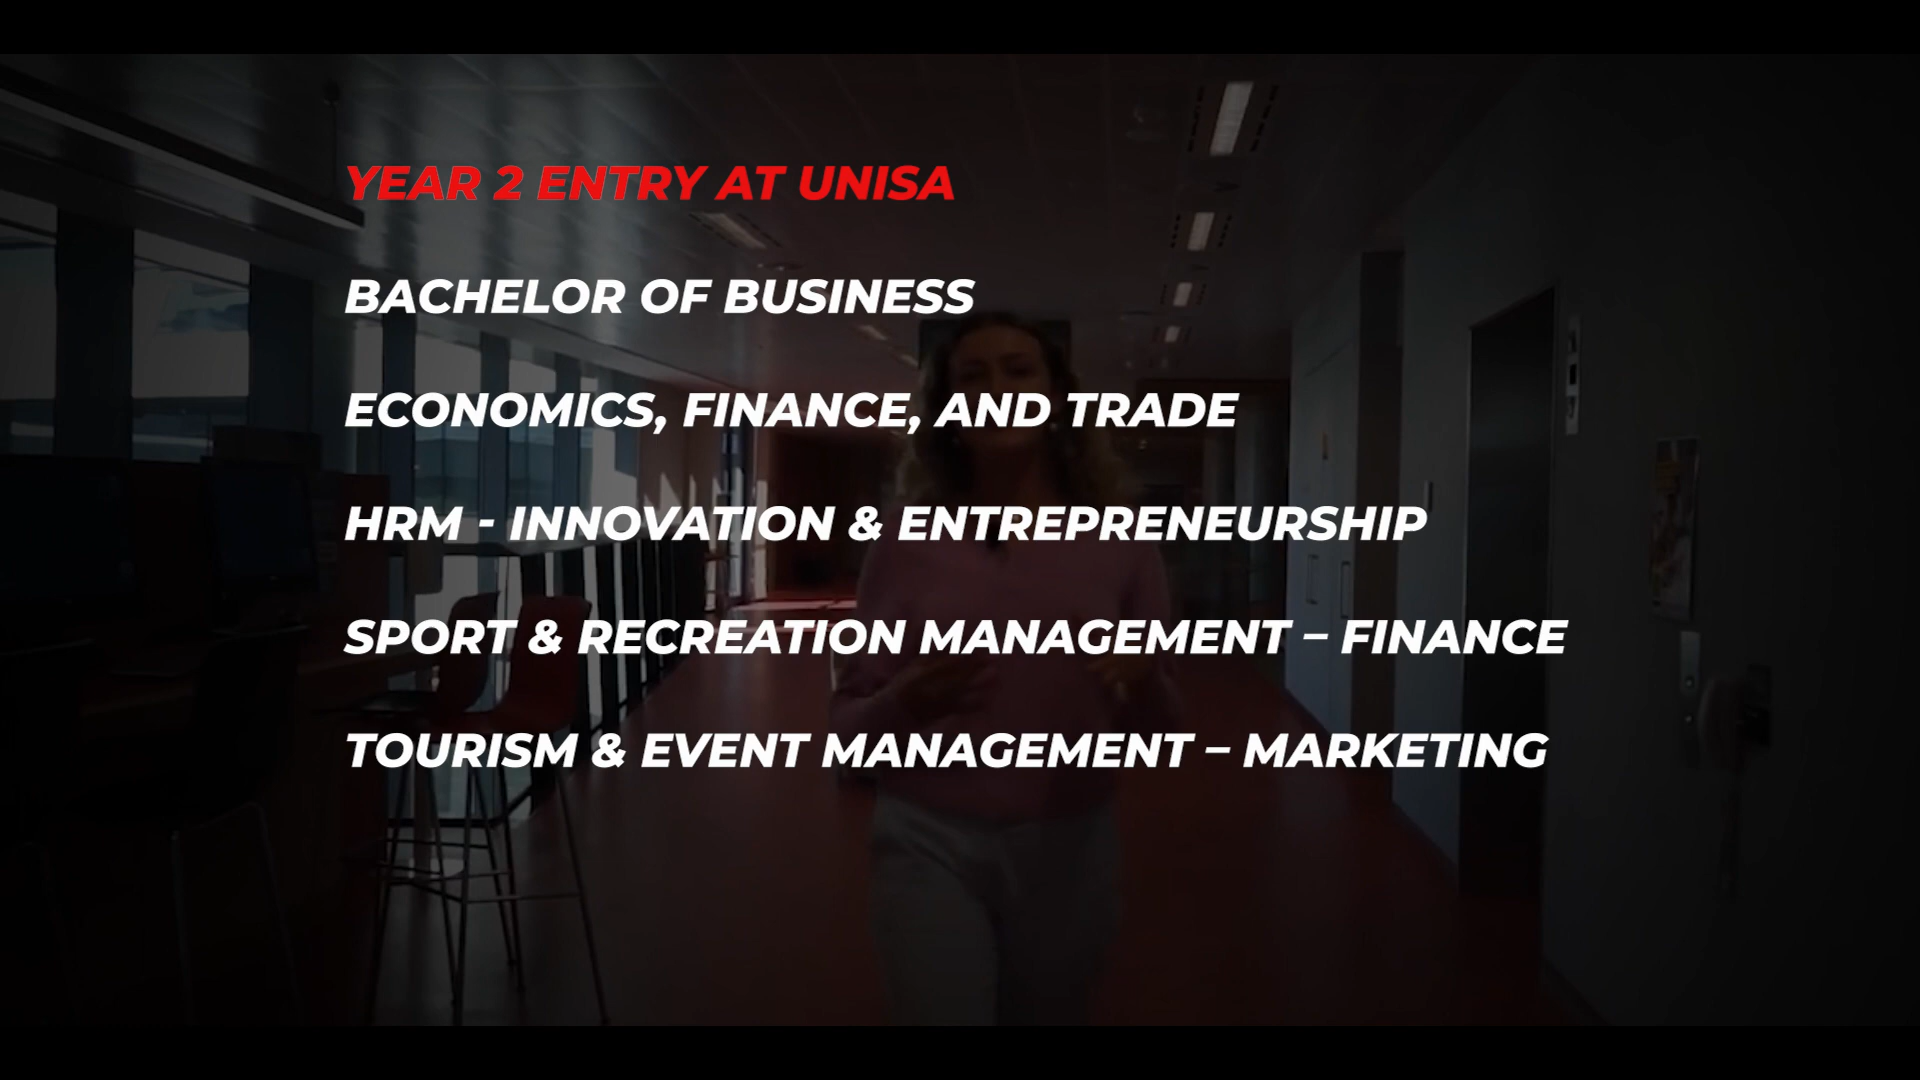 YEAR 2 ENTRY AT UNISA
BACHELOR OF BUSINESS
ECONOMICS, FINANCE, AND TRADE
HRM - INNOVATION & ENTREPRENEURSHIP
SPORT & RECREATION MANAGEMENT – FINANCE
TOURISM & EVENT MANAGEMENT – MARKETING